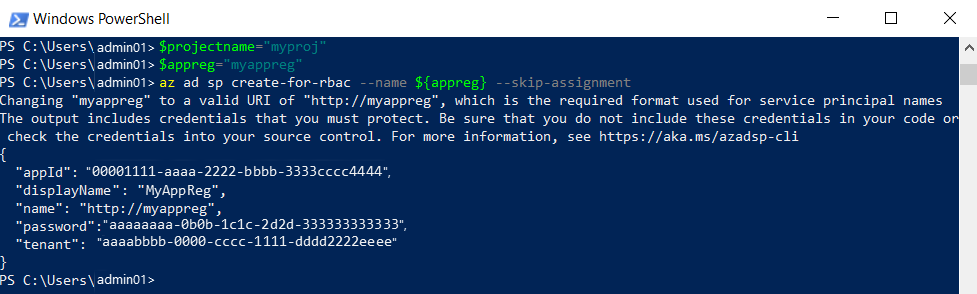 Windows PowerShell
PS C:\Users\admin01> $projectname="myproj"
PS C:\Users\admin01> $appreg="myappreg"
PS C:\Users\admin01> az ad sp create-for-rbac --name ${appreg} --skip-assignment
Changing "myappreg" to a valid URI of "http://myappreg", which is the required format used for service principal names
The output includes credentials that you must protect. Be sure that you do not include these credentials in your code or
 check the credentials into your source control. For more information, see https://aka.ms/azadsp-cli
{
  "appId": "00001111-aaaa-2222-bbbb-3333cccc4444",
  "displayName": "MyAppReg",
  "name": "http://myappreg",
  "password":"aaaaaaaa-0b0b-1c1c-2d2d-333333333333",
  "tenant": "aaaabbbb-0000-cccc-1111-dddd2222eeee"
}
PS C:\Users\admin01>